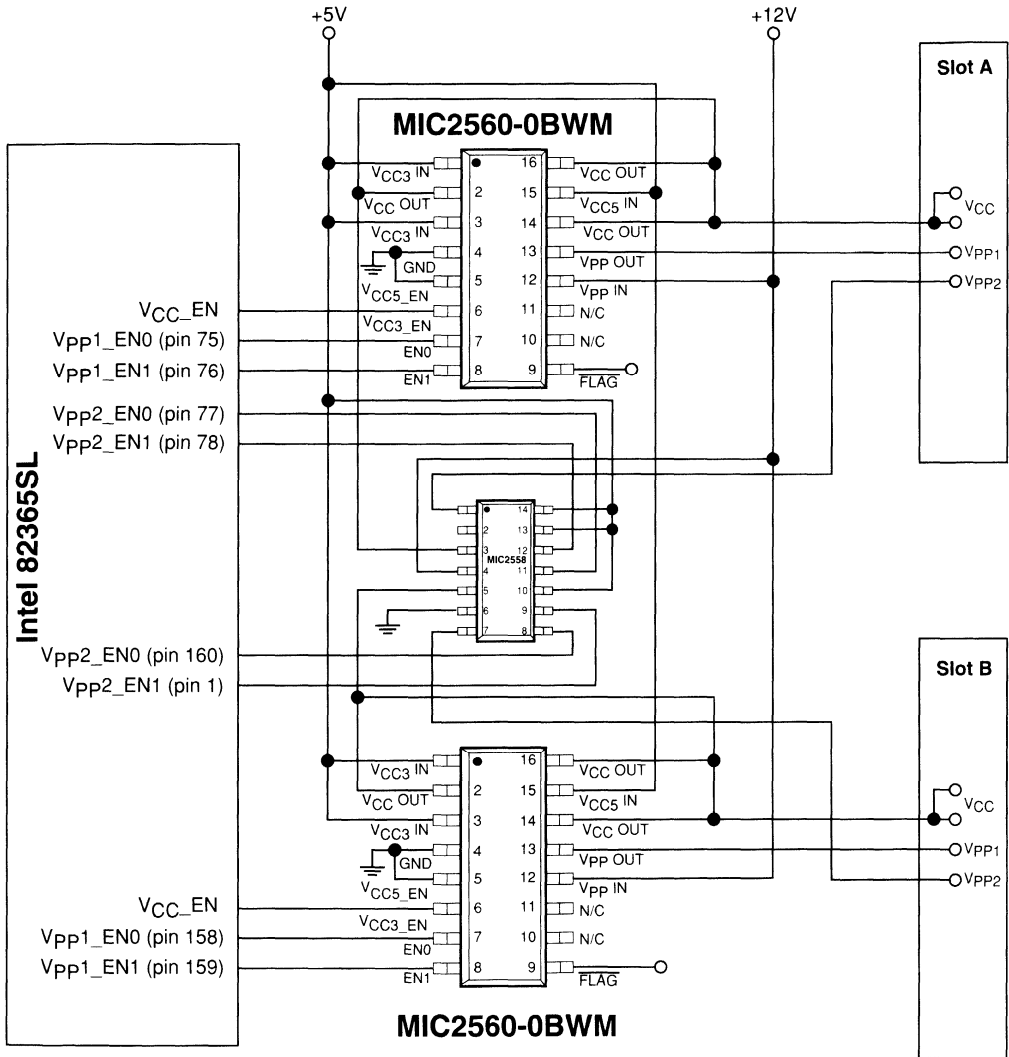 +5V
+12V
Slot A
MIC2560-0BWM
VCC3 IN
16
VCC OUT
VCC OUT
2
15
VCC5 IN
VCC
VCC3 IN
3
14
VCC OUT
GND
4
13
VPP OUT
VPP1
VCC5_EN
5
12
VPP IN
VPP2
VCC_EN
VCC3_EN
6
11
N/C
VPP1_EN0 (pin 75)
EN0
7
10
N/C
VPP1_EN1 (pin 76)
EN1
8
9
FLAG
VPP2_EN0 (pin 77)
VPP2_EN1 (pin 78)
Intel 82365SL
14
2
13
3
12
MIC2558
4
11
5
10
6
9
7
8
VPP2_EN0 (pin 160)
VPP2_EN1 (pin 1)
Slot B
VCC3 IN
16
VCC OUT
VCC OUT
2
15
VCC5 IN
VCC
VCC3 IN
3
14
VCC OUT
GND
4
13
VPP OUT
VPP1
VCC5_EN
5
12
VPP IN
VPP2
VCC_EN
VCC3_EN
6
11
N/C
VPP1_EN0 (pin 158)
EN0
7
10
N/C
VPP1_EN1 (pin 159)
EN1
8
9
FLAG
MIC2560-0BWM